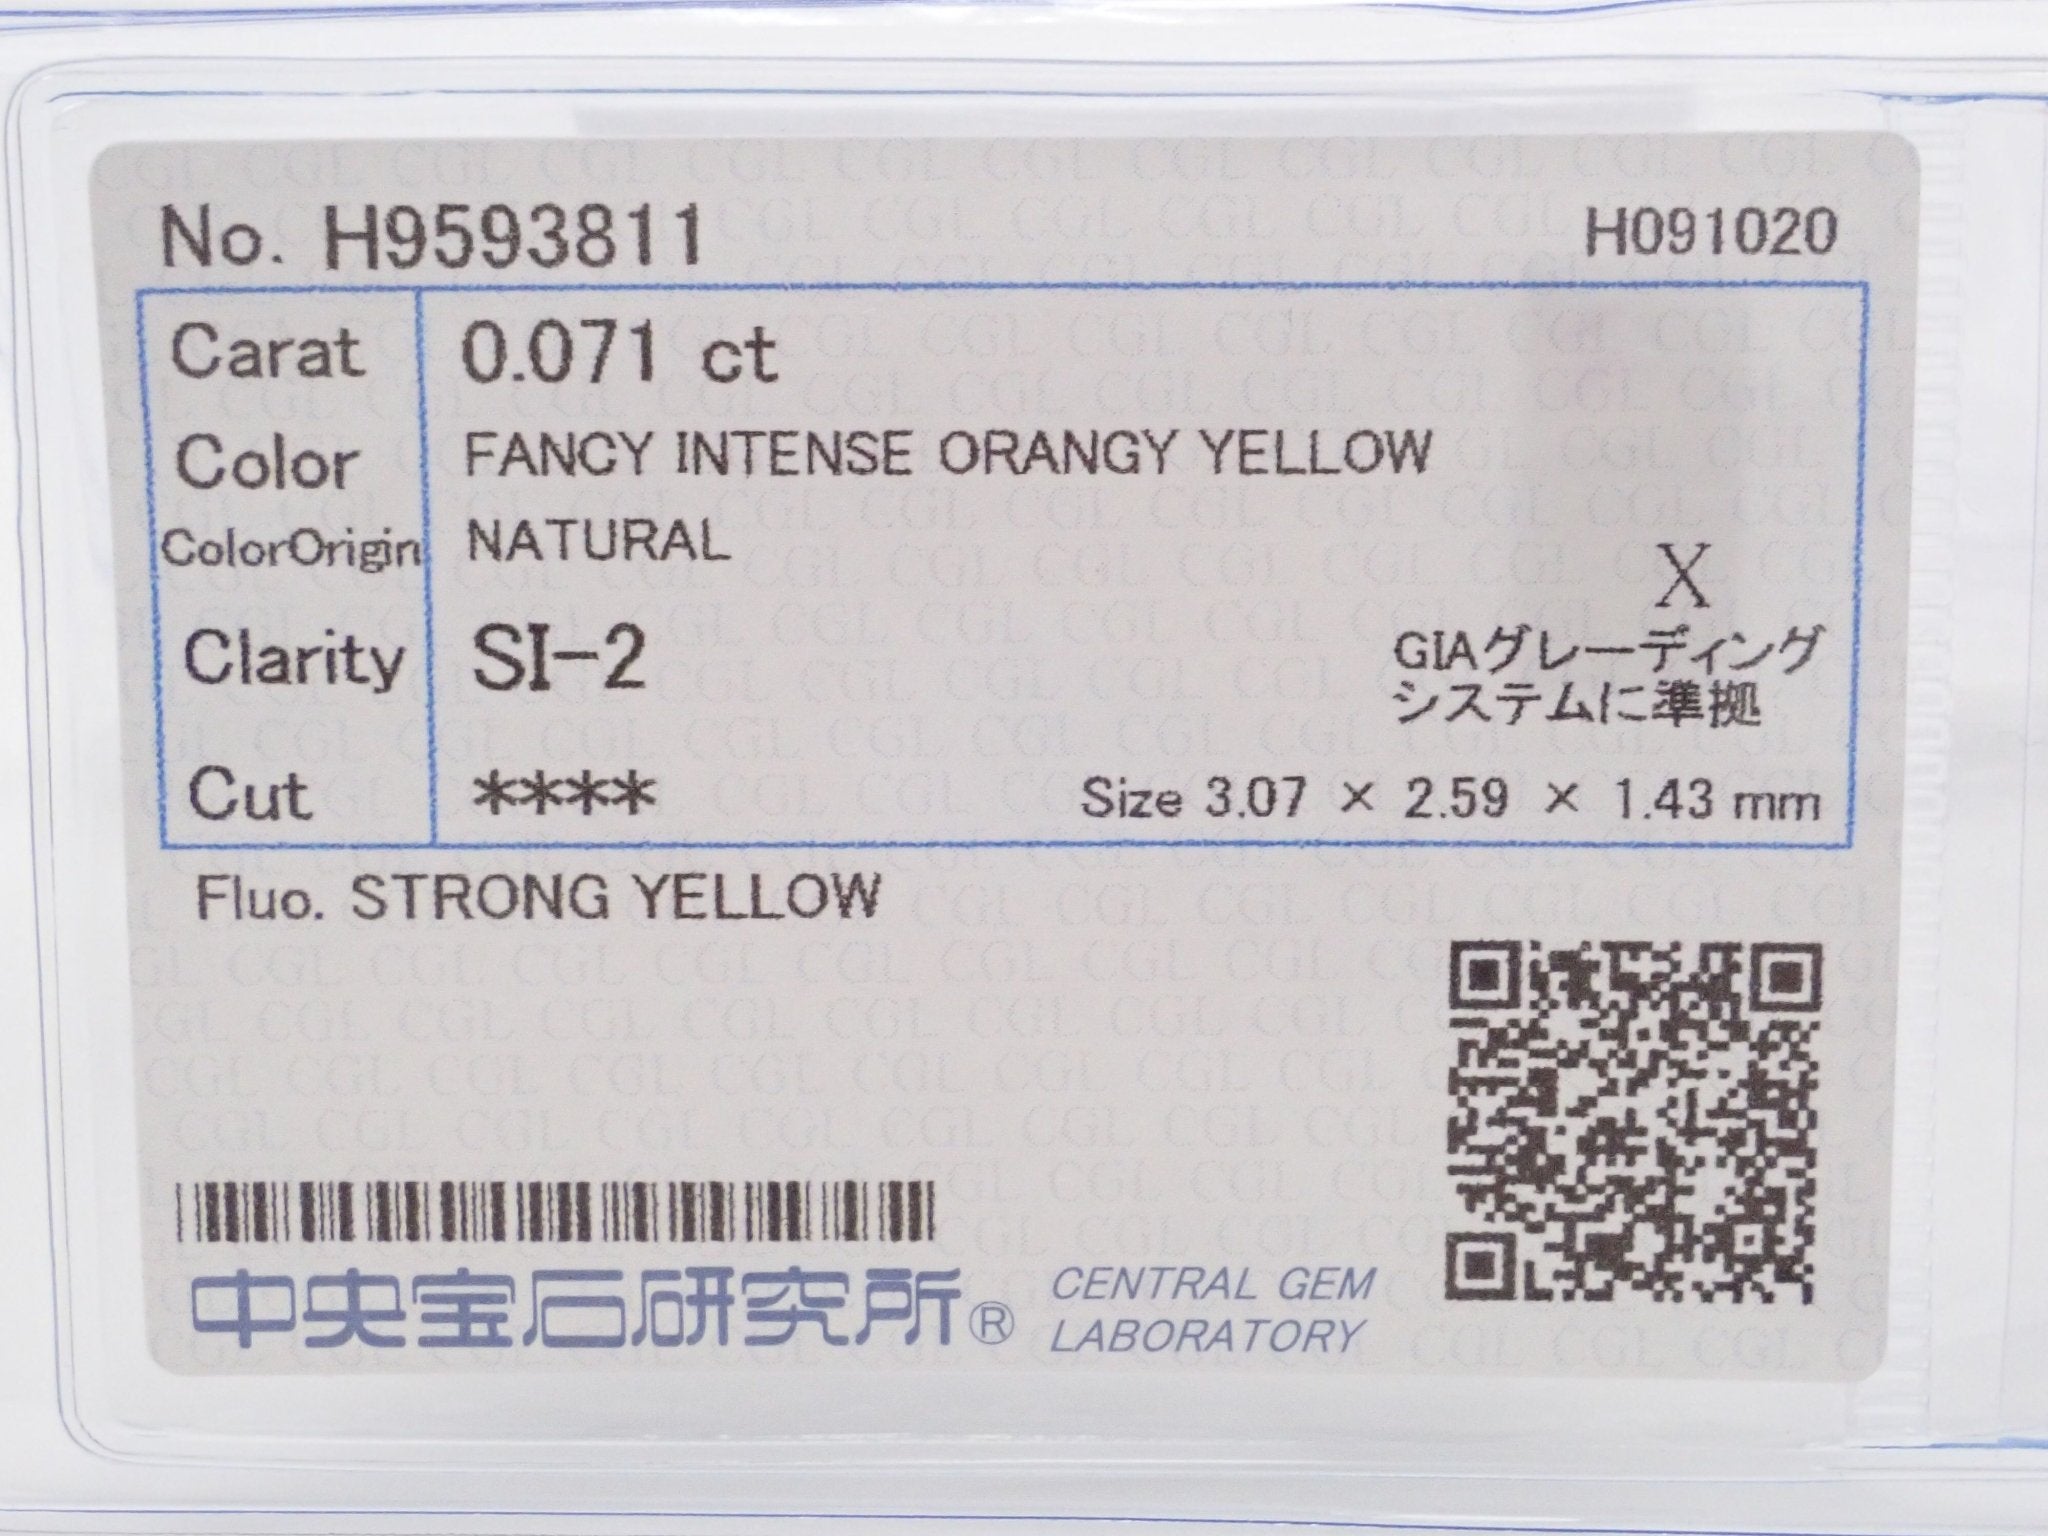 No. H9593811
H091020
Carat 0.071 ct
Color FANCY INTENSE ORANGY YELLOW
ColorOrigin NATURAL
X
Clarity SI-2
GIAグレーディング
システムに準拠
Cut ****
Size 3.07 × 2.59 × 1.43 mm
Fluo. STRONG YELLOW
中央宝石研究所®
CENTRAL GEM
LABORATORY